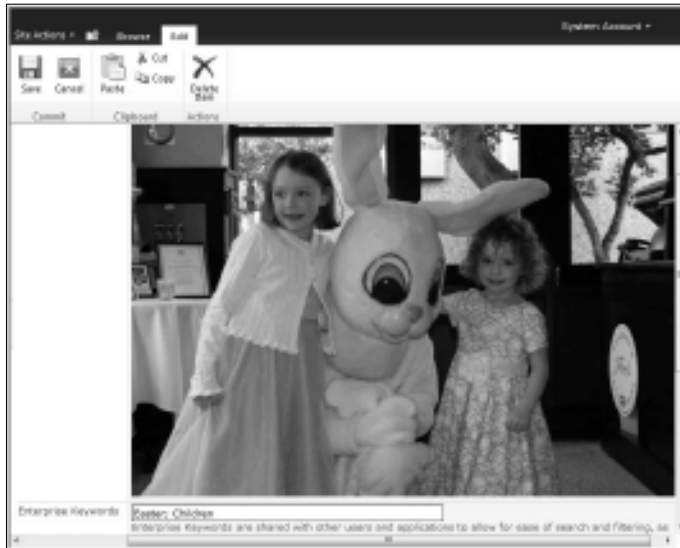 System Account
Site Actions Browse Edit
Cut
Copy
Save Cancel Paste Delete Item
Commit Clipboard Actions
Enterprise Keywords Easter; Children
Enterprise Keywords are shared with other users and applications to allow for ease of search and filtering, as